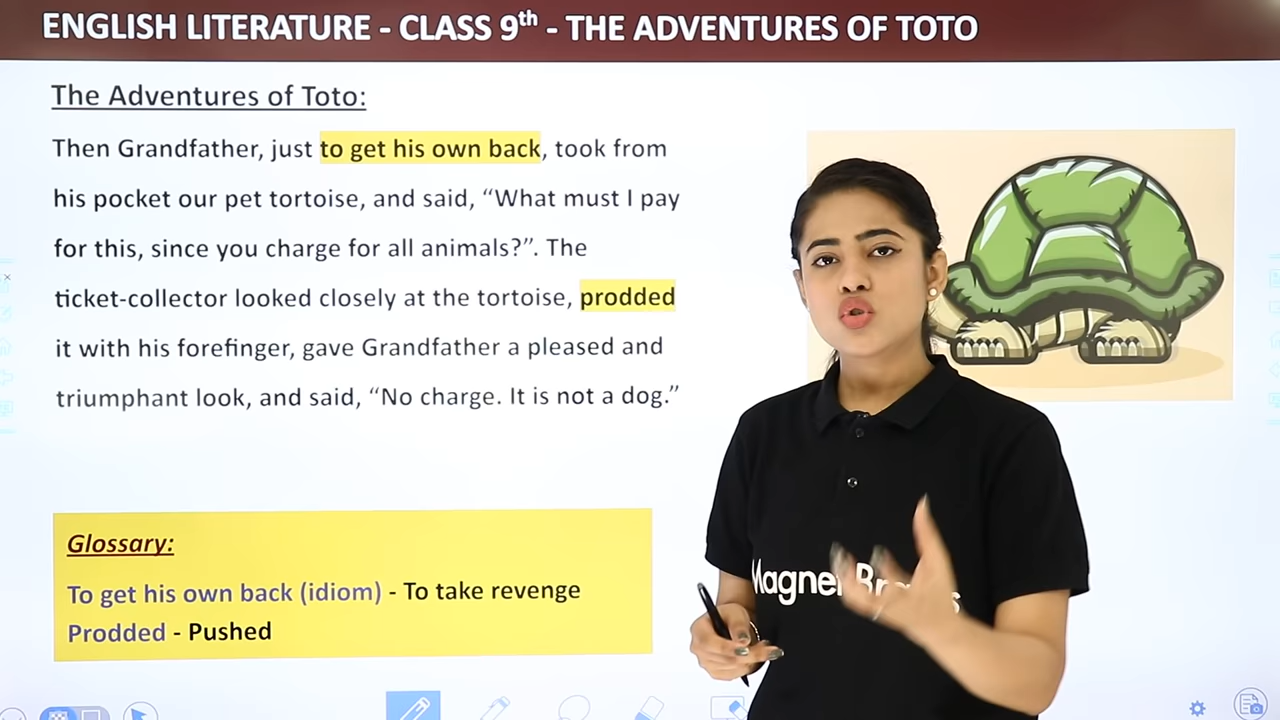 ENGLISH LITERATURE - CLASS 9th - THE ADVENTURES OF TOTO
The Adventures of Toto:
Then Grandfather, just to get his own back, took from
his pocket our pet tortoise, and said, “What must I pay
for this, since you charge for all animals?”. The
ticket-collector looked closely at the tortoise, prodded
it with his forefinger, gave Grandfather a pleased and
triumphant look, and said, “No charge. It is not a dog.”
Glossary:
To get his own back (idiom) - To take revenge
Prodded - Pushed